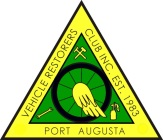 VEHICLE RESTORERS
CLUB INC. EST. 1983
PORT AUGUSTA